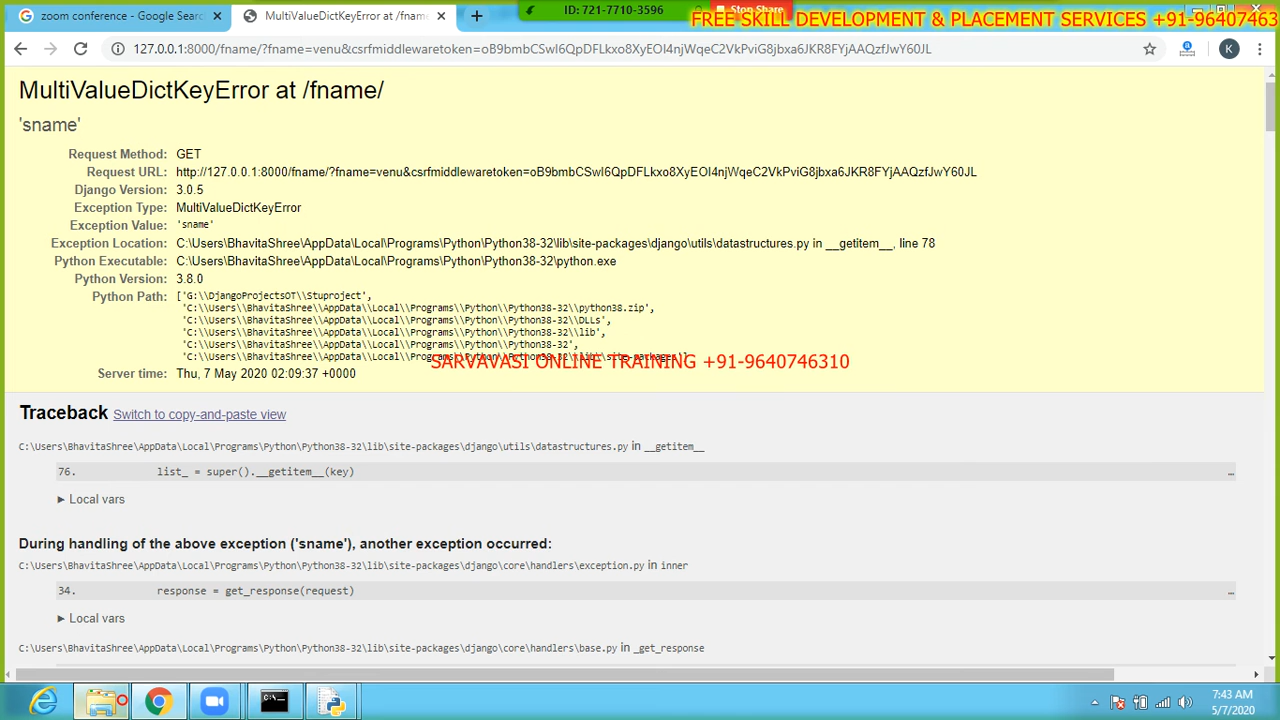 zoom conference - Google Searc
MultiValueDictKeyError at /fname
ID: 721-7710-3596
Stop Share
FREE SKILL DEVELOPMENT & PLACEMENT SERVICES +91-96407463
127.0.0.1:8000/fname/?fname=venu&csrfmiddlewaretoken=oB9bmbCSwI6QpDFLkxo8XyEOI4njWqeC2VkPviG8jbxa6JKR8FYjAAQzfJwY60JL
K
MultiValueDictKeyError at /fname/
'sname'
Request Method: GET
Request URL: http://127.0.0.1:8000/fname/?fname=venu&csrfmiddlewaretoken=oB9bmbCSwI6QpDFLkxo8XyEOI4njWqeC2VkPviG8jbxa6JKR8FYjAAQzfJwY60JL
Django Version: 3.0.5
Exception Type: MultiValueDictKeyError
Exception Value: 'sname'
Exception Location: C:\Users\BhavitaShree\AppData\Local\Programs\Python\Python38-32\lib\site-packages\django\utils\datastructures.py in __getitem__, line 78
Python Executable: C:\Users\BhavitaShree\AppData\Local\Programs\Python\Python38-32\python.exe
Python Version: 3.8.0
Python Path: ['G:\\DjangoProjectsOT\\Stuproject',
'C:\\Users\\BhavitaShree\\AppData\\Local\\Programs\\Python\\Python38-32\\python38.zip',
'C:\\Users\\BhavitaShree\\AppData\\Local\\Programs\\Python\\Python38-32\\DLLs',
'C:\\Users\\BhavitaShree\\AppData\\Local\\Programs\\Python\\Python38-32\\lib',
'C:\\Users\\BhavitaShree\\AppData\\Local\\Programs\\Python\\Python38-32',
'C:\\Users\\BhavitaShree\\AppData\\Local\\Programs\\Python\\Python38-32\\lib\\site-packages']
SARVAVASI ONLINE TRAINING +91-9640746310
Server time: Thu, 7 May 2020 02:09:37 +0000
Traceback Switch to copy-and-paste view
C:\Users\BhavitaShree\AppData\Local\Programs\Python\Python38-32\lib\site-packages\django\utils\datastructures.py in __getitem__
76. list_ = super().__getitem__(key) …
▶ Local vars
During handling of the above exception ('sname'), another exception occurred:
C:\Users\BhavitaShree\AppData\Local\Programs\Python\Python38-32\lib\site-packages\django\core\handlers\exception.py in inner
34. response = get_response(request) …
▶ Local vars
C:\Users\BhavitaShree\AppData\Local\Programs\Python\Python38-32\lib\site-packages\django\core\handlers\base.py in _get_response
7:43 AM
5/7/2020